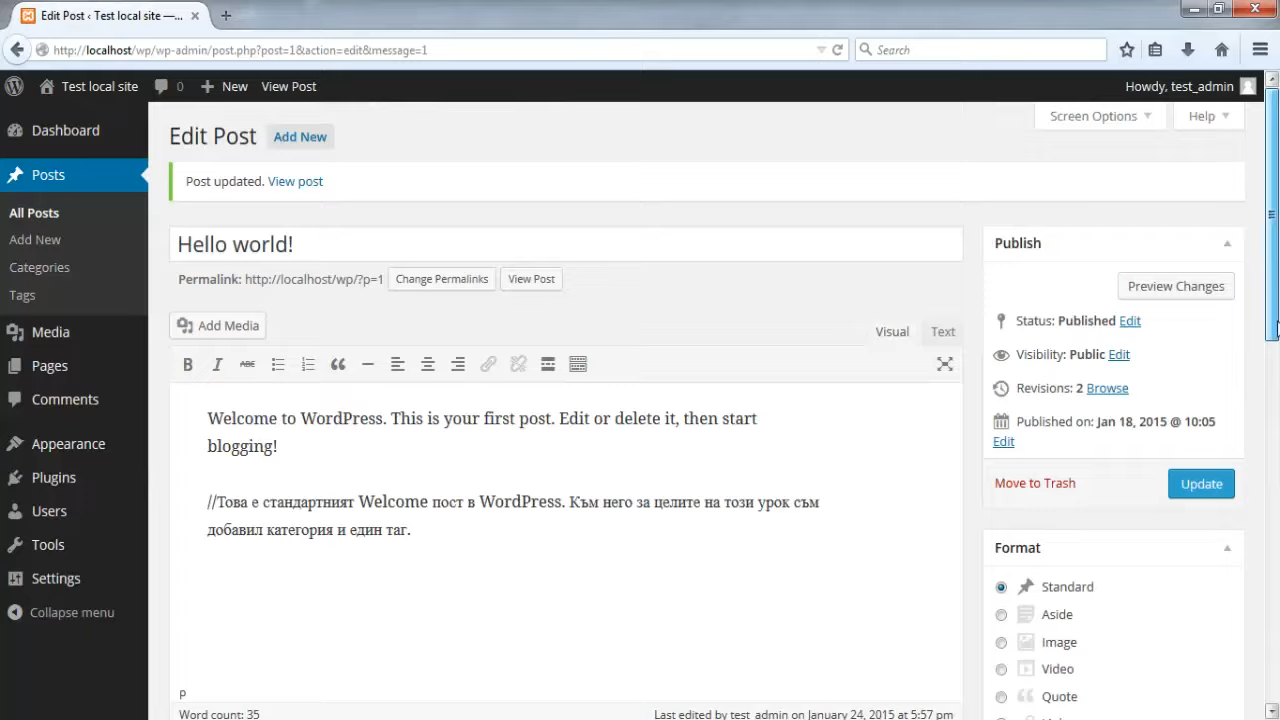 Edit Post ‹ Test local site —...
http://localhost/wp/wp-admin/post.php?post=1&action=edit&message=1
Search
Test local site
0
New
View Post
Howdy, test_admin
Dashboard
Posts
All Posts
Add New
Categories
Tags
Media
Pages
Comments
Appearance
Plugins
Users
Tools
Settings
Collapse menu
Screen Options
Help
Edit Post Add New
Post updated. View post
Hello world!
Permalink: http://localhost/wp/?p=1 Change Permalinks View Post
Add Media
Visual Text
B I ABC
Welcome to WordPress. This is your first post. Edit or delete it, then start
blogging!
//Това е стандартният Welcome пост в WordPress. Към него за целите на този урок съм
добавил категория и един таг.
p
Word count: 35
Last edited by test_admin on January 24, 2015 at 5:57 pm
Publish
Preview Changes
Status: Published Edit
Visibility: Public Edit
Revisions: 2 Browse
Published on: Jan 18, 2015 @ 10:05
Edit
Move to Trash
Update
Format
Standard
Aside
Image
Video
Quote